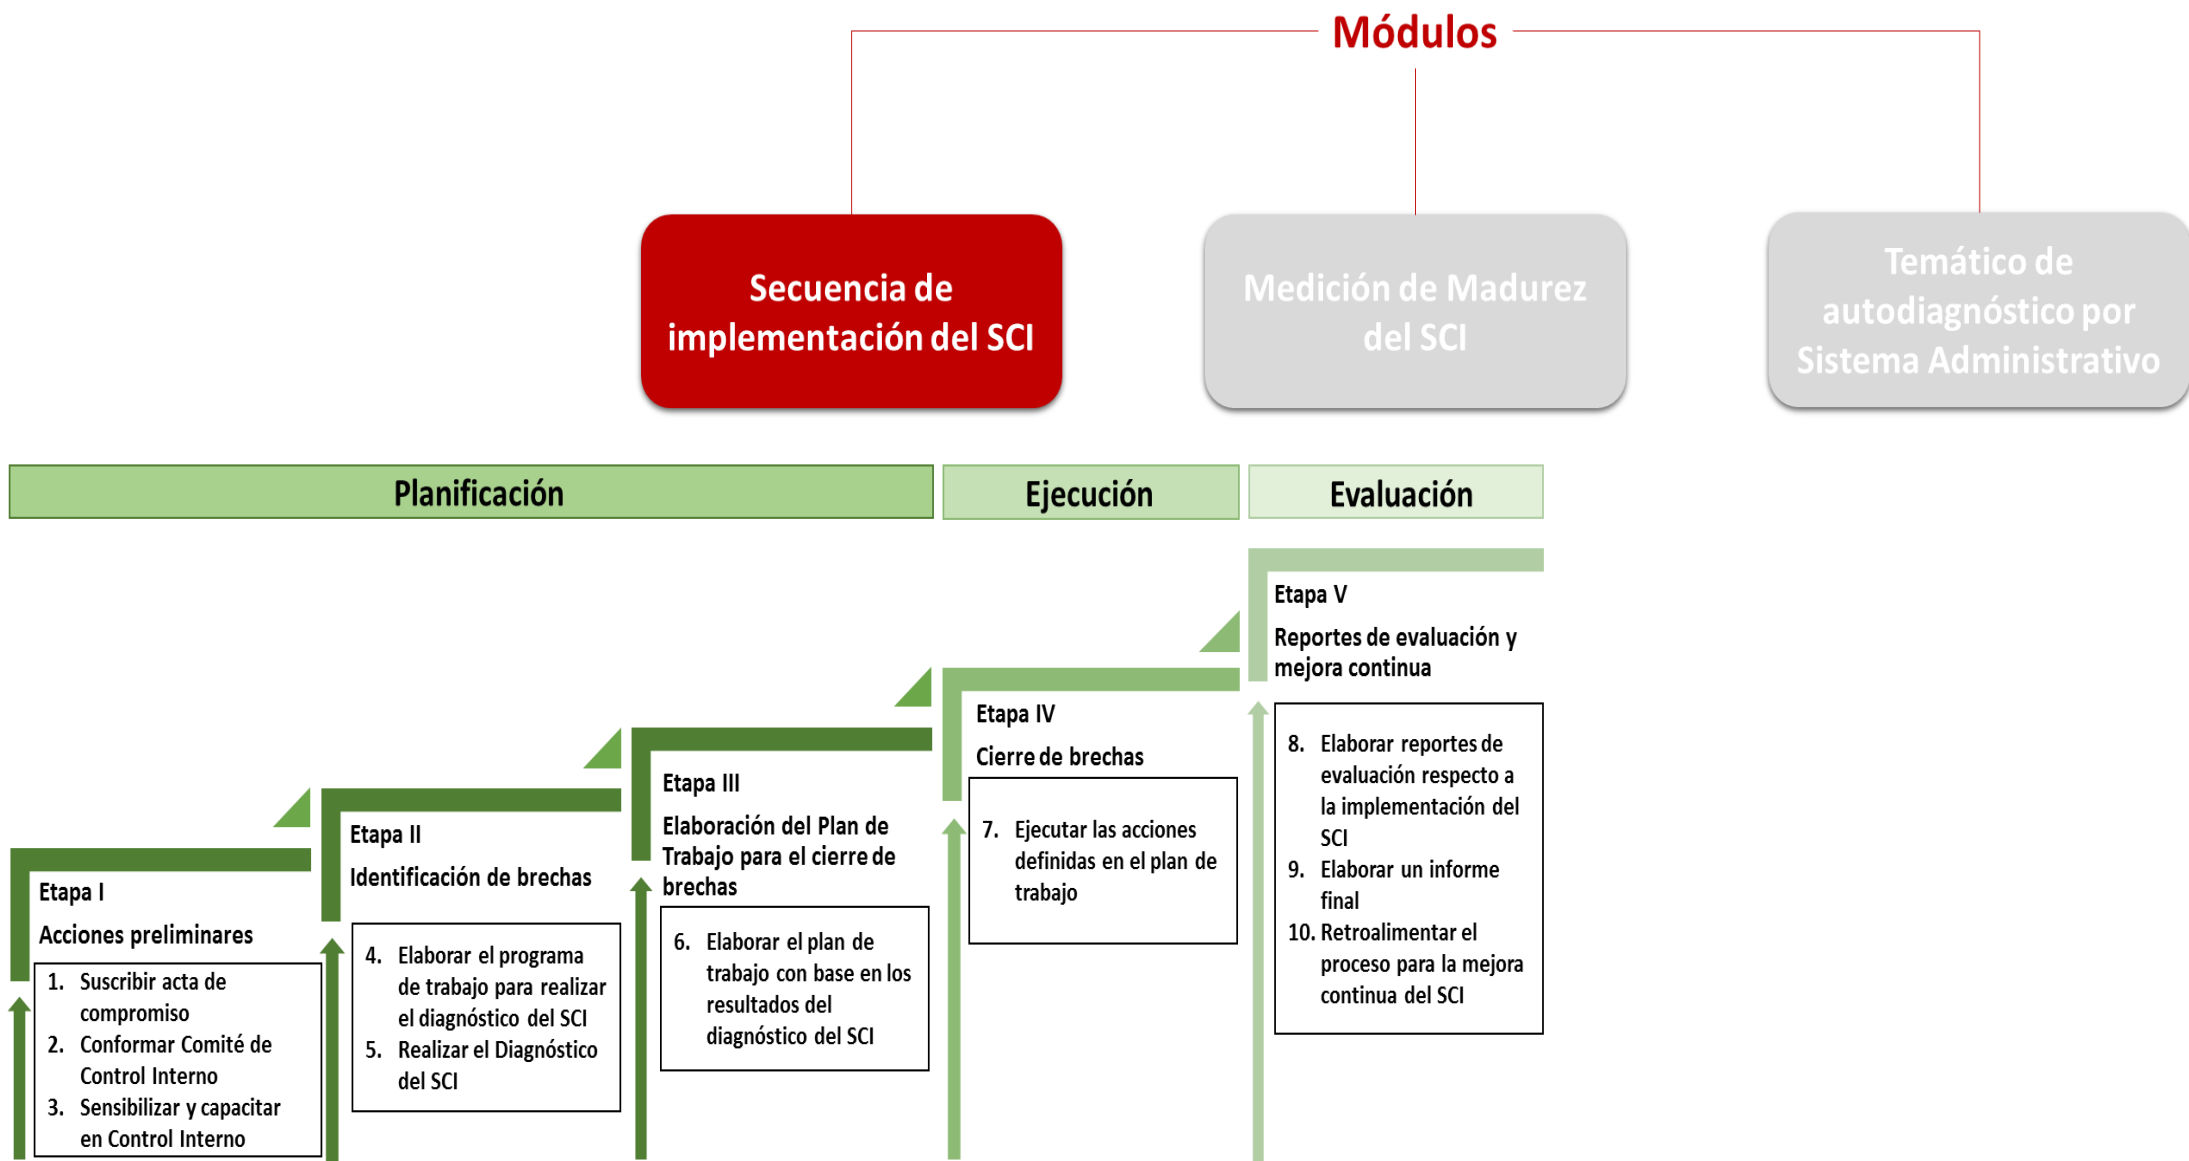 Módulos
Secuencia de
implementación del SCI
Medición de Madurez
del SCI
Temático de
autodiagnóstico por
Sistema Administrativo
Planificación
Ejecución
Evaluación
Etapa I
Acciones preliminares
1. Suscribir acta de
compromiso
2. Conformar Comité de
Control Interno
3. Sensibilizar y capacitar
en Control Interno
Etapa II
Identificación de brechas
4. Elaborar el programa
de trabajo para realizar
el diagnóstico del SCI
5. Realizar el Diagnóstico
del SCI
Etapa III
Elaboración del Plan de
Trabajo para el cierre de
brechas
6. Elaborar el plan de
trabajo con base en los
resultados del
diagnóstico del SCI
Etapa IV
Cierre de brechas
7. Ejecutar las acciones
definidas en el plan de
trabajo
Etapa V
Reportes de evaluación y
mejora continua
8. Elaborar reportes de
evaluación respecto a
la implementación del
SCI
9. Elaborar un informe
final
10. Retroalimentar el
proceso para la mejora
continua del SCI